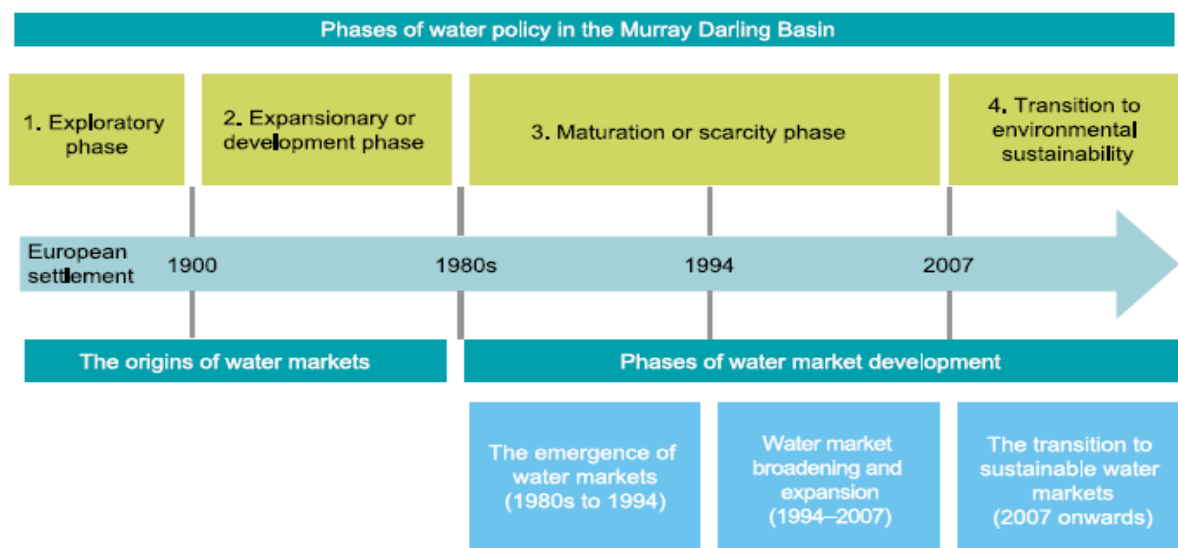 Phases of water policy in the Murray Darling Basin
1. Exploratory
phase
2. Expansionary or
development phase
3. Maturation or scarcity phase
4. Transition to
environmental
sustainability
European
settlement
1900
1980s
1994
2007
The origins of water markets
Phases of water market development
The emergence of
water markets
(1980s to 1994)
Water market
broadening and
expansion
(1994–2007)
The transition to
sustainable water
markets
(2007 onwards)